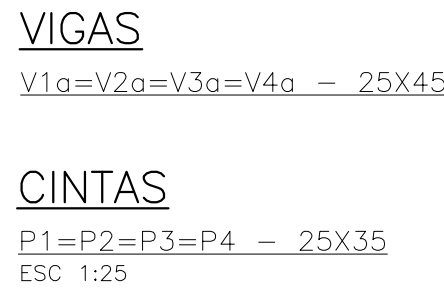 VIGAS
V1a=V2a=V3a=V4a - 25X45
CINTAS
P1=P2=P3=P4 - 25X35
ESC 1:25